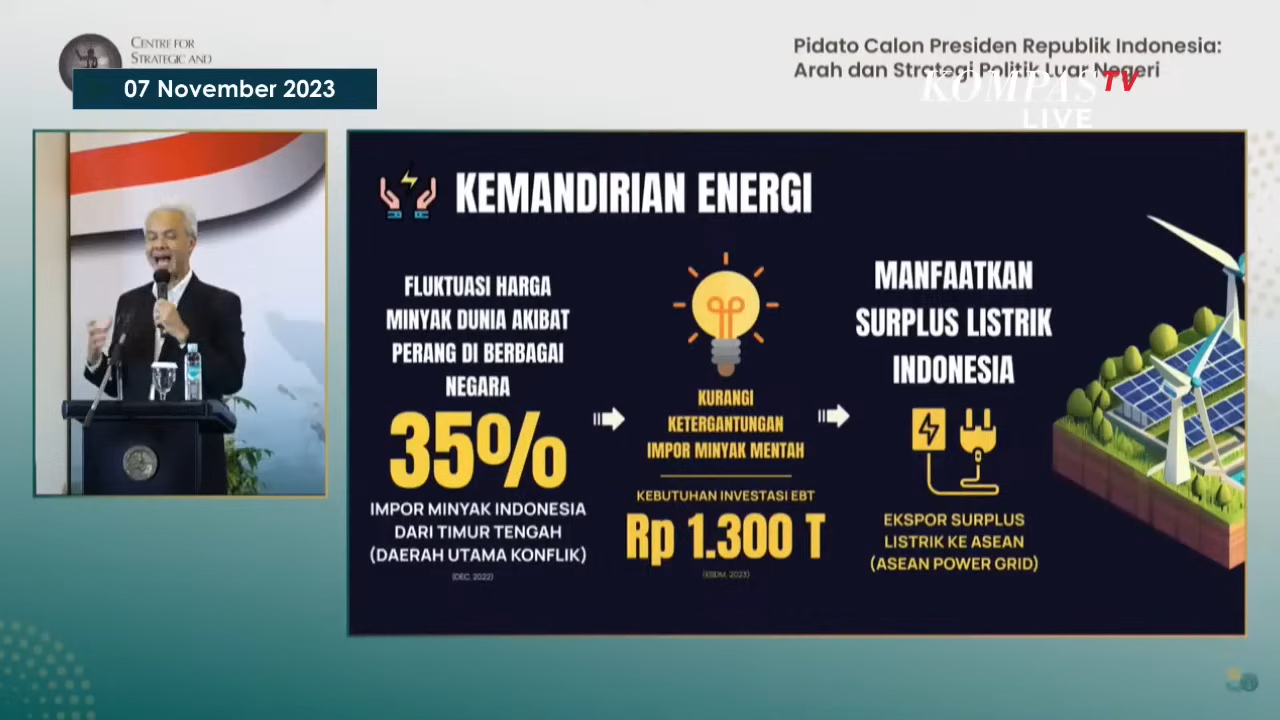 CENTRE FOR
STRATEGIC AND
07 November 2023
Pidato Calon Presiden Republik Indonesia:
Arah dan Strategi Politik Luar Negeri
KOMPAS TV
LIVE
KEMANDIRIAN ENERGI
FLUKTUASI HARGA
MINYAK DUNIA AKIBAT
PERANG DI BERBAGAI
NEGARA
35%
IMPOR MINYAK INDONESIA
DARI TIMUR TENGAH
(DAERAH UTAMA KONFLIK)
(DEC, 2022)
KURANGI
KETERGANTUNGAN
IMPOR MINYAK MENTAH
KEBUTUHAN INVESTASI EBT
Rp 1.300 T
MANFAATKAN
SURPLUS LISTRIK
INDONESIA
EKSPOR SURPLUS
LISTRIK KE ASEAN
(ASEAN POWER GRID)